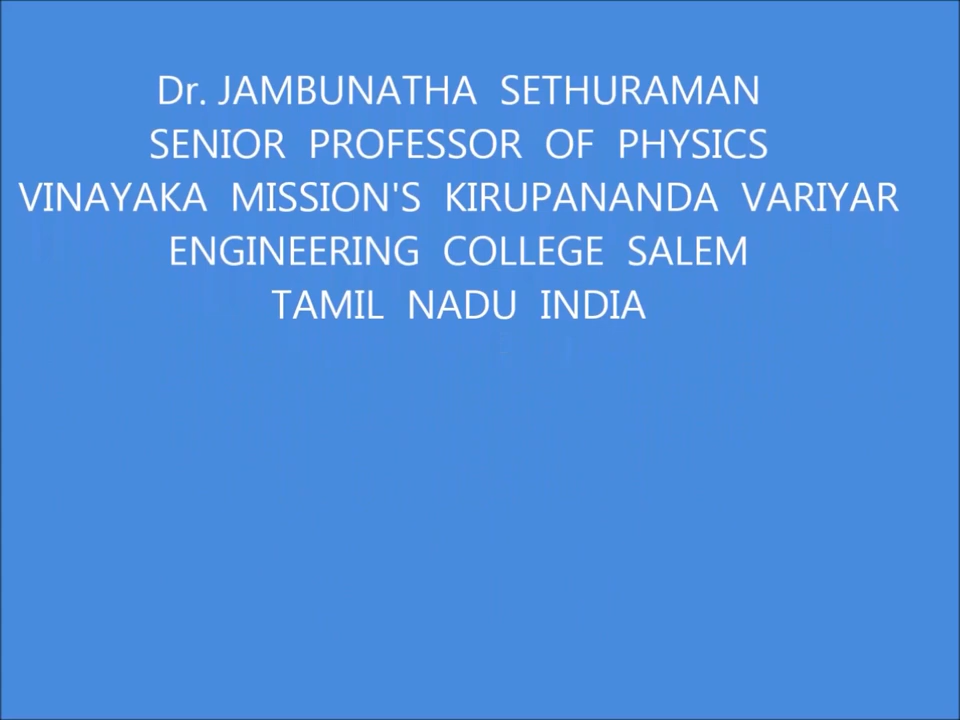 Dr. JAMBUNATHA SETHURAMAN
SENIOR PROFESSOR OF PHYSICS
VINAYAKA MISSION'S KIRUPANANDA VARIYAR
ENGINEERING COLLEGE SALEM
TAMIL NADU INDIA